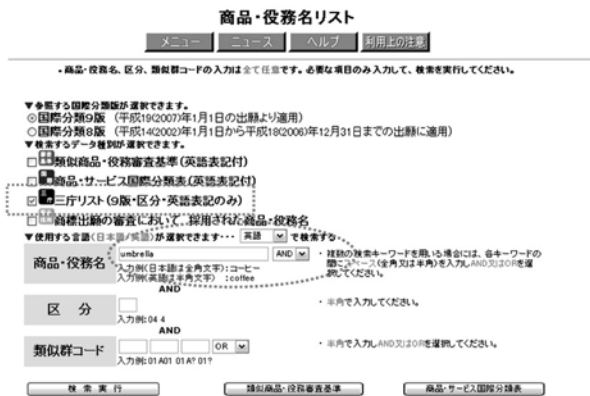 商品・役務名リスト
メニュー ニュース ヘルプ 利用上の注意
・商品・役務名、区分、類似群コードの入力は全て任意です。必要な項目のみ入力して、検索を実行してください。
▼参照する国際分類版が選択できます。
◎国際分類9版 (平成19(2007)年1月1日の出願より適用)
○国際分類8版 (平成14(2002)年1月1日から平成18(2006)年12月31日までの出願に適用)
▼検索するデータ種別が選択できます。
類似商品・役務審査基準(英語表記付)
商品・サービス国際分類表(英語表記付)
三庁リスト(9版・区分・英語表記のみ)
商標出願の審査において、採用された商品・役務名
▼使用する言語(日本語/英語)が選択できます・・・ 英語 で検索する
商品・役務名
umbrella AND
入力例(日本語は全角文字):コーヒー
入力例(英語は半角文字) :coffee
・複数の検索キーワードを用いる場合には、各キーワードの
間にスペース(全角又は半角)を入力しAND又はORを選
択してください。
AND
区 分
入力例:04 4
・半角で入力してください。
AND
類似群コード
OR
入力例:01A01 01A? 01?
・半角で入力しAND又はORを選択してください。
検 索 実 行 類似商品・役務審査基準 商品・サービス国際分類表